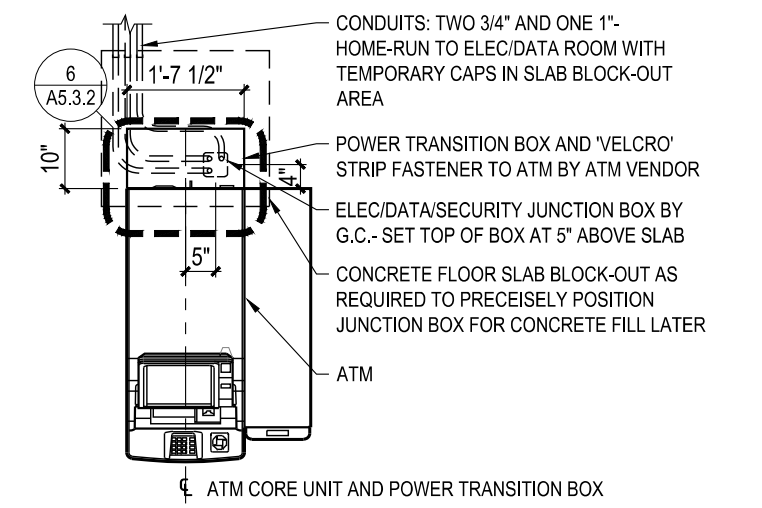 CONDUITS: TWO 3/4" AND ONE 1"-
HOME-RUN TO ELEC/DATA ROOM WITH
TEMPORARY CAPS IN SLAB BLOCK-OUT
AREA
6
A5.3.2
1'-7 1/2"
10"
POWER TRANSITION BOX AND 'VELCRO'
STRIP FASTENER TO ATM BY ATM VENDOR
4"
ELEC/DATA/SECURITY JUNCTION BOX BY
G.C.- SET TOP OF BOX AT 5" ABOVE SLAB
5"
CONCRETE FLOOR SLAB BLOCK-OUT AS
REQUIRED TO PRECEISELY POSITION
JUNCTION BOX FOR CONCRETE FILL LATER
ATM
℄ ATM CORE UNIT AND POWER TRANSITION BOX